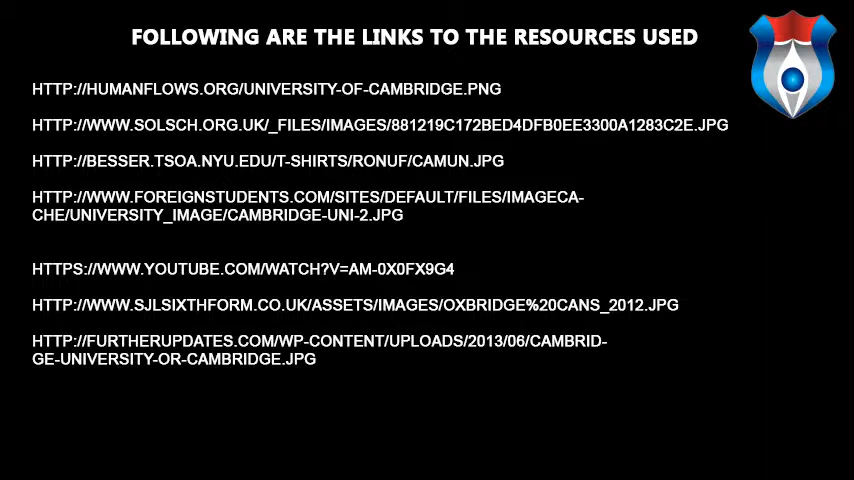 FOLLOWING ARE THE LINKS TO THE RESOURCES USED
HTTP://HUMANFLOWS.ORG/UNIVERSITY-OF-CAMBRIDGE.PNG
HTTP://WWW.SOLSCH.ORG.UK/_FILES/IMAGES/881219C172BED4DFB0EE3300A1283C2E.JPG
HTTP://BESSER.TSOA.NYU.EDU/T-SHIRTS/RONUF/CAMUN.JPG
HTTP://WWW.FOREIGNSTUDENTS.COM/SITES/DEFAULT/FILES/IMAGECA-
CHE/UNIVERSITY_IMAGE/CAMBRIDGE-UNI-2.JPG
HTTPS://WWW.YOUTUBE.COM/WATCH?V=AM-0X0FX9G4
HTTP://WWW.SJLSIXTHFORM.CO.UK/ASSETS/IMAGES/OXBRIDGE%20CANS_2012.JPG
HTTP://FURTHERUPDATES.COM/WP-CONTENT/UPLOADS/2013/06/CAMBRID-
GE-UNIVERSITY-OR-CAMBRIDGE.JPG